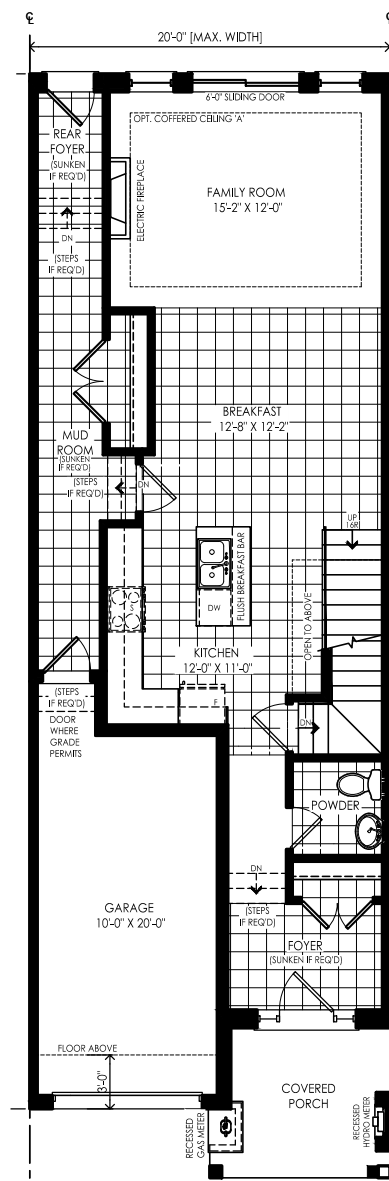 ℄ ℄
20'-0" [MAX. WIDTH]
6'-0" SLIDING DOOR
OPT. COFFERED CEILING 'A'
REAR
FOYER
(SUNKEN
IF REQ'D)
ELECTRIC FIREPLACE
FAMILY ROOM
15'-2" X 12'-0"
DN
(STEPS
IF REQ'D)
BREAKFAST
12'-8" X 12'-2"
MUD
ROOM
(SUNKEN
IF REQ'D)
(STEPS
IF REQ'D)
DN
UP
16R
FLUSH BREAKFAST BAR
DW
S
OPEN TO ABOVE
KITCHEN
12'-0" X 11'-0"
F
(STEPS
IF REQ'D)
DOOR
WHERE
GRADE
PERMITS
DN
POWDER
DN
(STEPS
IF REQ'D)
GARAGE
10'-0" X 20'-0"
FOYER
(SUNKEN IF REQ'D)
FLOOR ABOVE
3'-0"
COVERED
PORCH
RECESSED
GAS METER
RECESSED
HYDRO METER